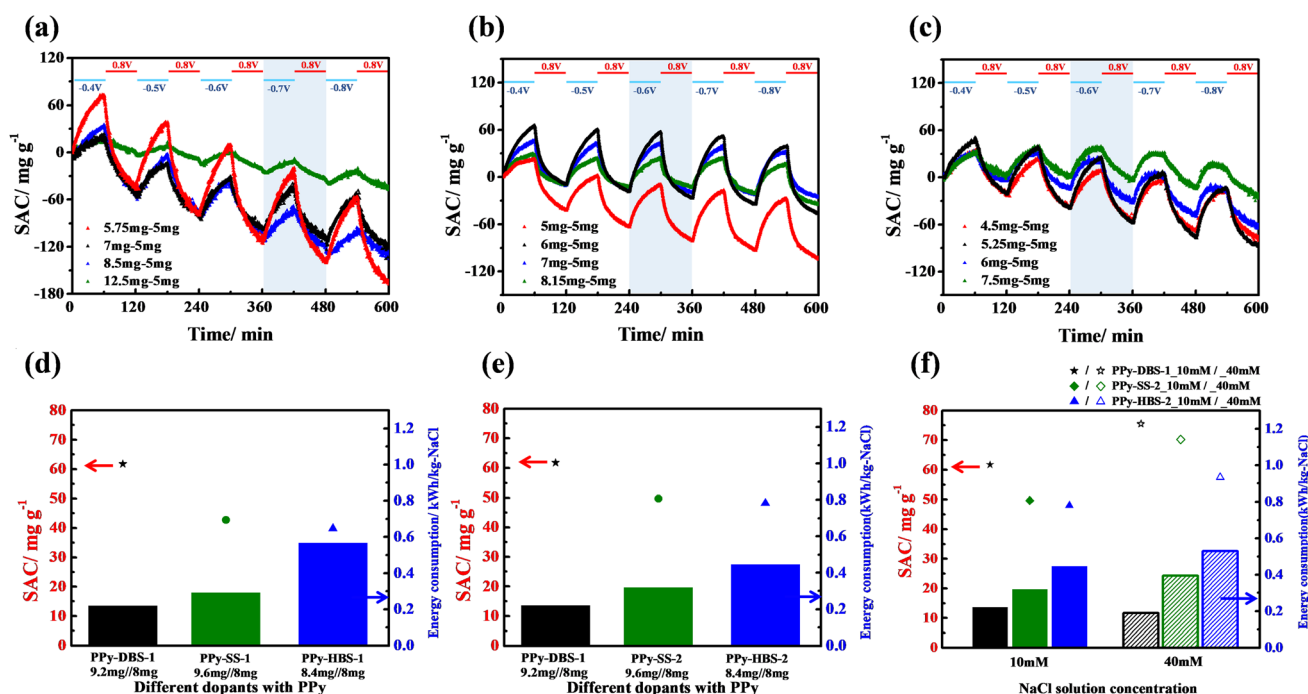 (a)
0.8V 0.8V 0.8V 0.8V 0.8V
-0.4V -0.5V -0.6V -0.7V -0.8V
SAC/ mg g-1
120
60
0
-60
-120
-180
5.75mg-5mg
7mg-5mg
8.5mg-5mg
12.5mg-5mg
0 120 240 360 480 600
Time/ min
(b)
0.8V 0.8V 0.8V 0.8V 0.8V
-0.4V -0.5V -0.6V -0.7V -0.8V
SAC/ mg g-1
120
60
0
-60
-120
5mg-5mg
6mg-5mg
7mg-5mg
8.15mg-5mg
0 120 240 360 480 600
Time/ min
(c)
0.8V 0.8V 0.8V 0.8V 0.8V
-0.4V -0.5V -0.6V -0.7V -0.8V
SAC/ mg g-1
120
60
0
-60
-120
4.5mg-5mg
5.25mg-5mg
6mg-5mg
7.5mg-5mg
0 120 240 360 480 600
Time/ min
(d)
SAC/ mg g-1
80
70
60
50
40
30
20
10
0
1.2
1.0
0.8
0.6
0.4
0.2
0.0
Energy consumption/ kWh/kg-NaCl)
PPy-DBS-1 PPy-SS-1 PPy-HBS-1
9.2mg//8mg 9.6mg//8mg 8.4mg//8mg
Different dopants with PPy
(e)
SAC/ mg g-1
80
70
60
50
40
30
20
10
0
1.2
1.0
0.8
0.6
0.4
0.2
0.0
Energy consumption(kWh/kg-NaCl)
PPy-DBS-1 PPy-SS-2 PPy-HBS-2
9.2mg//8mg 9.6mg//8mg 8.4mg//8mg
Different dopants with PPy
(f)
/ PPy-DBS-1_10mM / _40mM
/ PPy-SS-2_10mM / _40mM
/ PPy-HBS-2_10mM / _40mM
SAC/ mg g-1
80
70
60
50
40
30
20
10
0
1.2
1.0
0.8
0.6
0.4
0.2
0.0
Energy consumption(kWh/kg-NaCl)
10mM 40mM
NaCl solution concentration